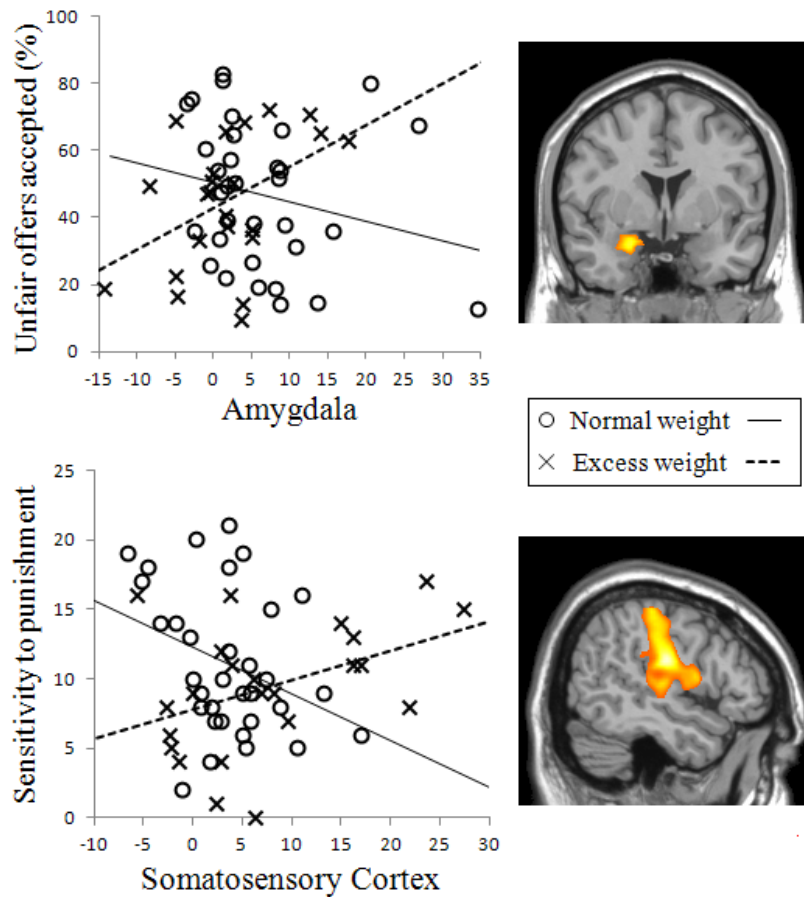 Unfair offers accepted (%)
100
80
60
40
20
0
-15 -10 -5 0 5 10 15 20 25 30 35
Amygdala
Normal weight
Excess weight
Sensitivity to punishment
25
20
15
10
5
0
-10 -5 0 5 10 15 20 25 30
Somatosensory Cortex